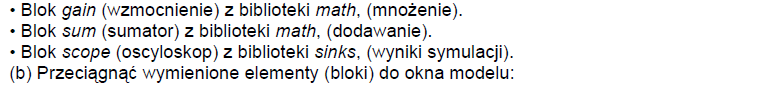 • Blok gain (wzmocnienie) z biblioteki math, (mnożenie).
• Blok sum (sumator) z biblioteki math, (dodawanie).
• Blok scope (oscyloskop) z biblioteki sinks, (wyniki symulacji).
(b) Przeciągnąć wymienione elementy (bloki) do okna modelu: